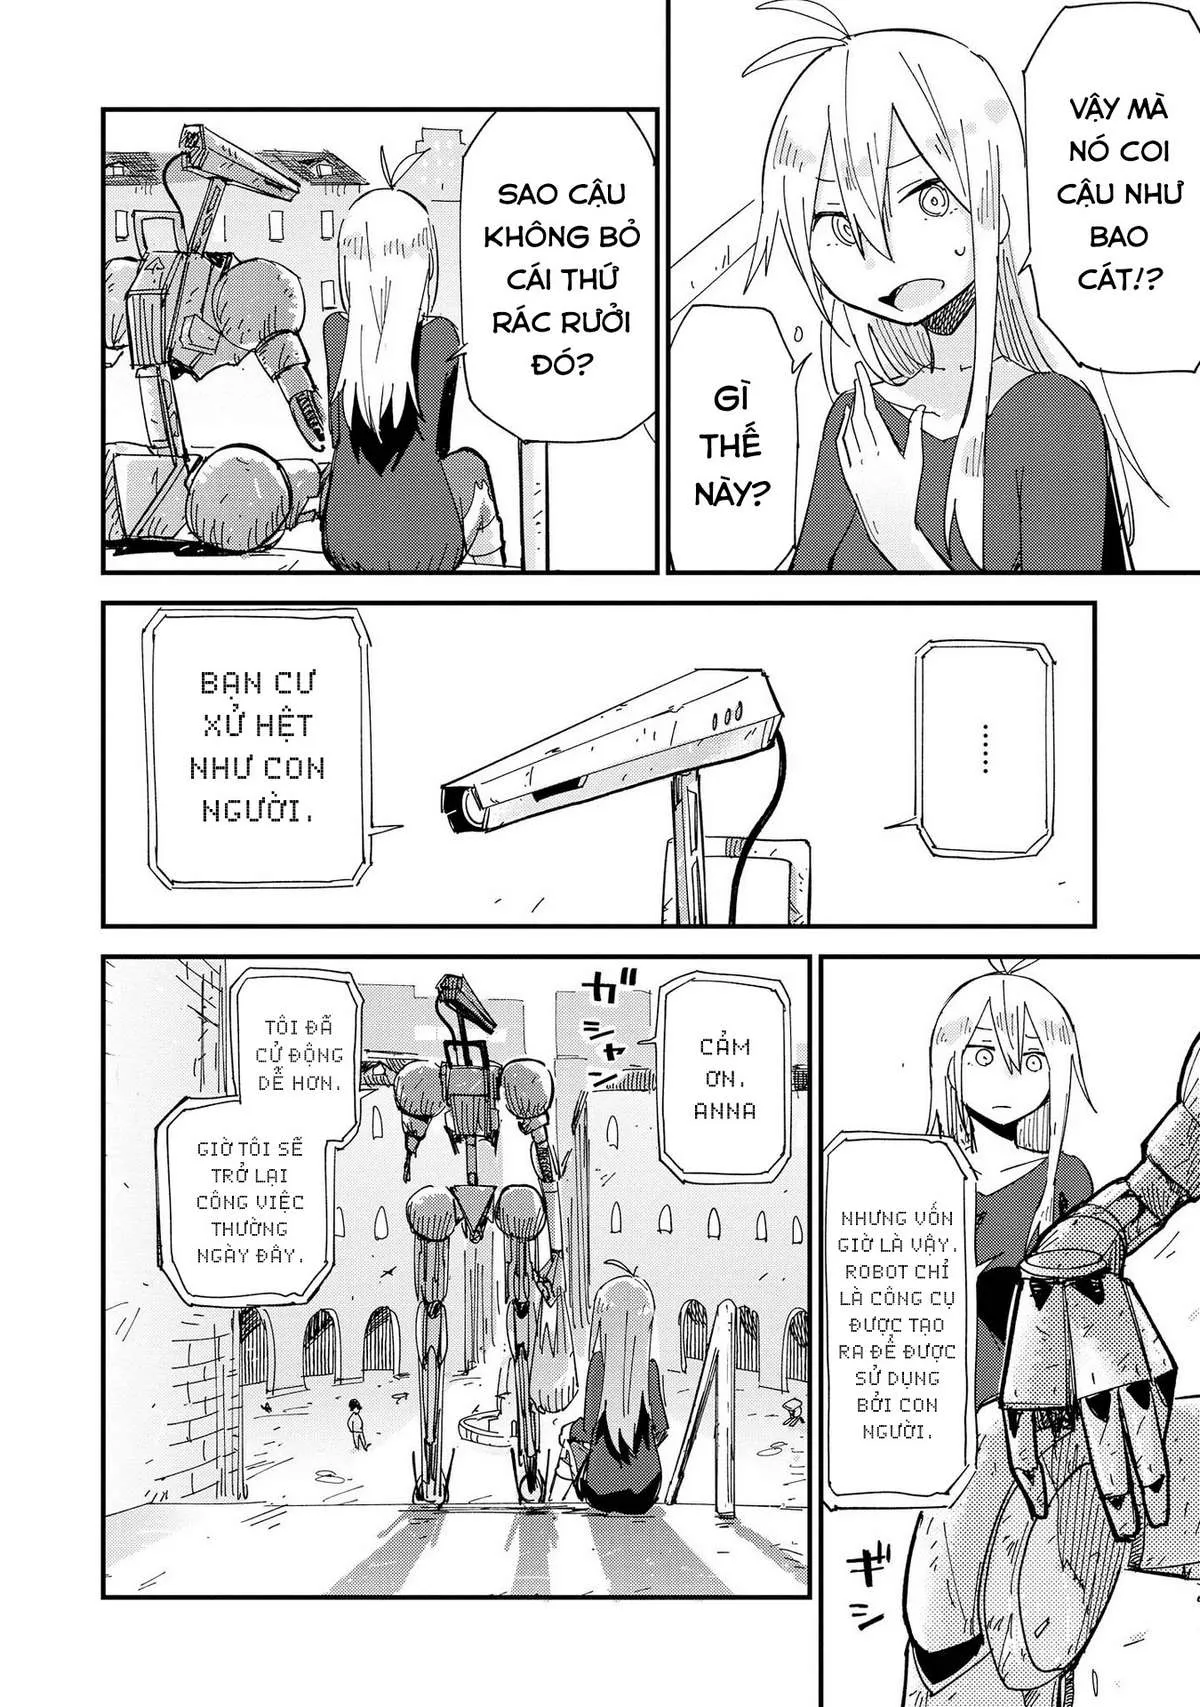 VẬY MÀ
NÓ COI
CẬU NHƯ
BAO
CÁT!?
GÌ
THẾ
NÀY?
SAO CẬU
KHÔNG BỎ
CÁI THỨ
RÁC RƯỞI
ĐÓ?
……
BẠN CƯ
XỬ HỆT
NHƯ CON
NGƯỜI.
NHƯNG VỐN
GIỜ LÀ VẬY.
ROBOT CHỈ
LÀ CÔNG CỤ
ĐƯỢC TẠO
RA ĐỂ ĐƯỢC
SỬ DỤNG
BỞI CON
NGƯỜI.
ギシ
CẢM
ƠN,
ANNA
ガシャン
TÔI ĐÃ
CỬ ĐỘNG
DỄ HƠN.
GIỜ TÔI SẼ
TRỞ LẠI
CÔNG VIỆC
THƯỜNG
NGÀY ĐÂY.